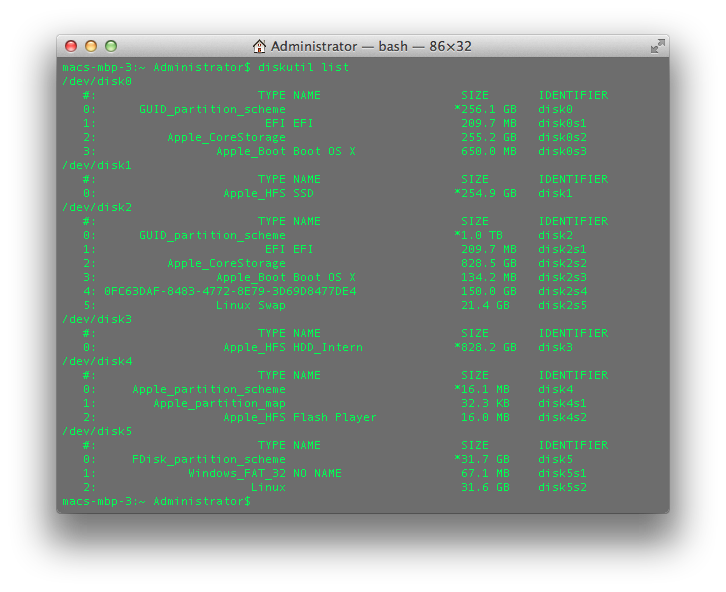 Administrator — bash — 86×32
macs-mbp-3:~ Administrator$ diskutil list
/dev/disk0
   #:                       TYPE NAME                    SIZE       IDENTIFIER
   0:      GUID_partition_scheme                        *256.1 GB   disk0
   1:                        EFI EFI                     209.7 MB   disk0s1
   2:          Apple_CoreStorage                         255.2 GB   disk0s2
   3:                 Apple_Boot Boot OS X               650.0 MB   disk0s3
/dev/disk1
   #:                       TYPE NAME                    SIZE       IDENTIFIER
   0:                  Apple_HFS SSD                    *254.9 GB   disk1
/dev/disk2
   #:                       TYPE NAME                    SIZE       IDENTIFIER
   0:      GUID_partition_scheme                        *1.0 TB     disk2
   1:                        EFI EFI                     209.7 MB   disk2s1
   2:          Apple_CoreStorage                         828.5 GB   disk2s2
   3:                 Apple_Boot Boot OS X               134.2 MB   disk2s3
   4: 0FC63DAF-8483-4772-8E79-3D69D8477DE4               150.0 GB   disk2s4
   5:                 Linux Swap                         21.4 GB    disk2s5
/dev/disk3
   #:                       TYPE NAME                    SIZE       IDENTIFIER
   0:                  Apple_HFS HDD_Intern             *828.2 GB   disk3
/dev/disk4
   #:                       TYPE NAME                    SIZE       IDENTIFIER
   0:     Apple_partition_scheme                        *16.1 MB    disk4
   1:        Apple_partition_map                         32.3 KB    disk4s1
   2:                  Apple_HFS Flash Player            16.0 MB    disk4s2
/dev/disk5
   #:                       TYPE NAME                    SIZE       IDENTIFIER
   0:     FDisk_partition_scheme                        *31.7 GB    disk5
   1:             Windows_FAT_32 NO NAME                 67.1 MB    disk5s1
   2:                      Linux                         31.6 GB    disk5s2
macs-mbp-3:~ Administrator$